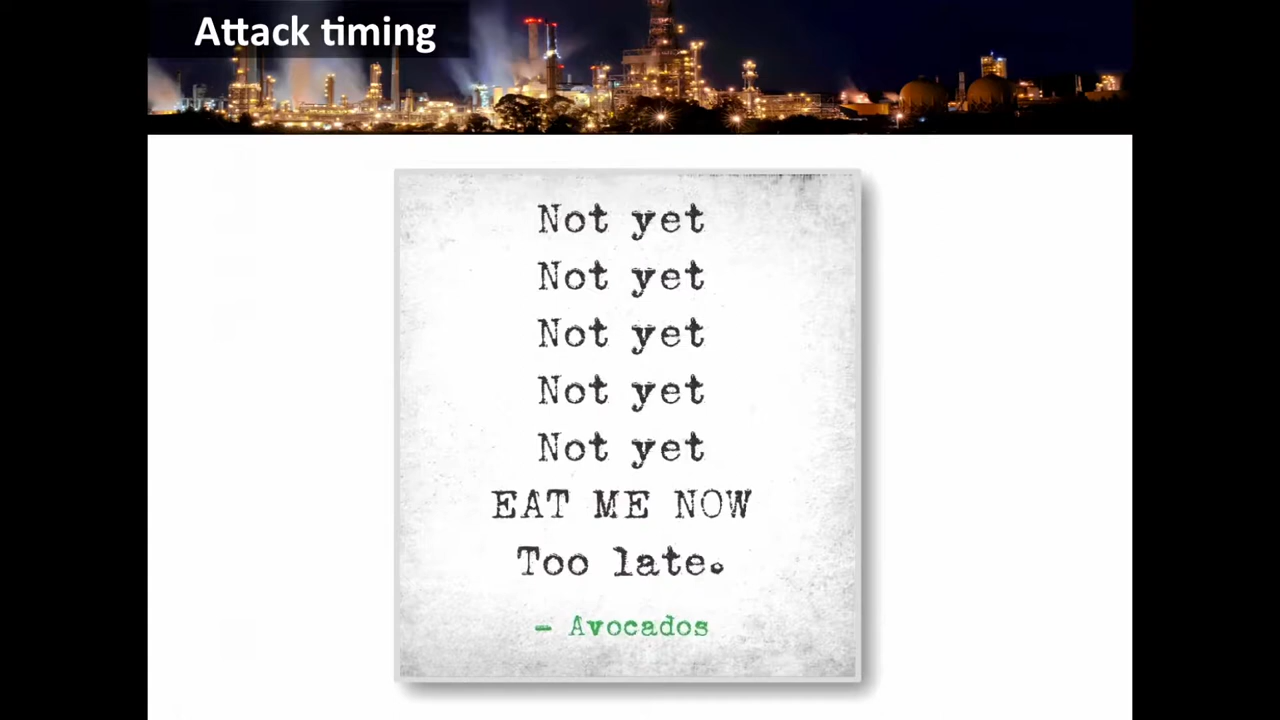 Attack timing
Not yet
Not yet
Not yet
Not yet
Not yet
EAT ME NOW
Too late.
– Avocados